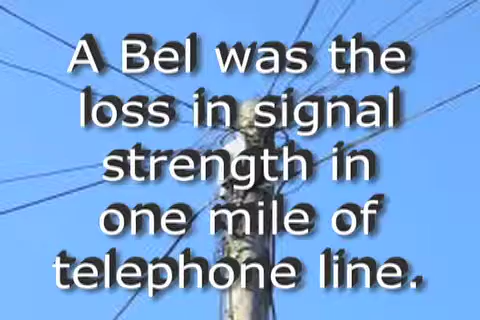 A Bel was the
loss in signal
strength in
one mile of
telephone line.